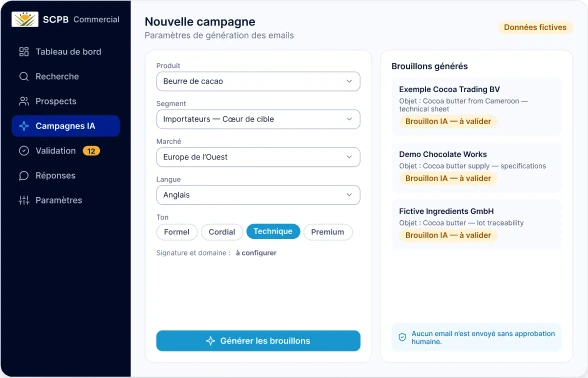 SCPB Commercial
Tableau de bord
Recherche
Prospects
Campagnes IA
Validation 12
Réponses
Paramètres
Nouvelle campagne
Paramètres de génération des emails
Données fictives
Produit
Beurre de cacao
Segment
Importateurs — Cœur de cible
Marché
Europe de l'Ouest
Langue
Anglais
Ton
Formel Cordial Technique Premium
Signature et domaine : à configurer
Générer les brouillons
Brouillons générés
Exemple Cocoa Trading BV
Objet : Cocoa butter from Cameroon —
technical sheet
Brouillon IA — à valider
Demo Chocolate Works
Objet : Cocoa butter supply — specifications
Brouillon IA — à valider
Fictive Ingredients GmbH
Objet : Cocoa butter — lot traceability
Brouillon IA — à valider
Aucun email n'est envoyé sans approbation
humaine.